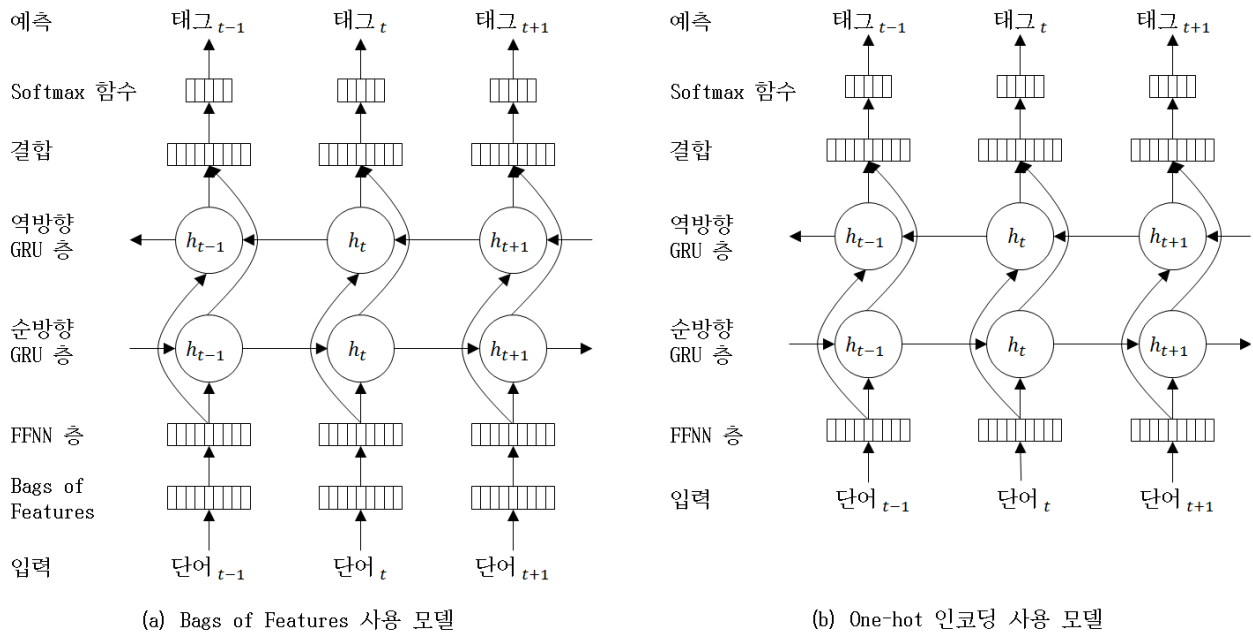 예측 태그 t−1 태그 t 태그 t+1
Softmax 함수
결합
역방향 h t−1 h t h t+1
GRU 층
순방향 h t−1 h t h t+1
GRU 층
FFNN 층
Bags of
Features
입력 단어 t−1 단어 t 단어 t+1
(a) Bags of Features 사용 모델
예측 태그 t−1 태그 t 태그 t+1
Softmax 함수
결합
역방향 h t−1 h t h t+1
GRU 층
순방향 h t−1 h t h t+1
GRU 층
FFNN 층
입력 단어 t−1 단어 t 단어 t+1
(b) One-hot 인코딩 사용 모델